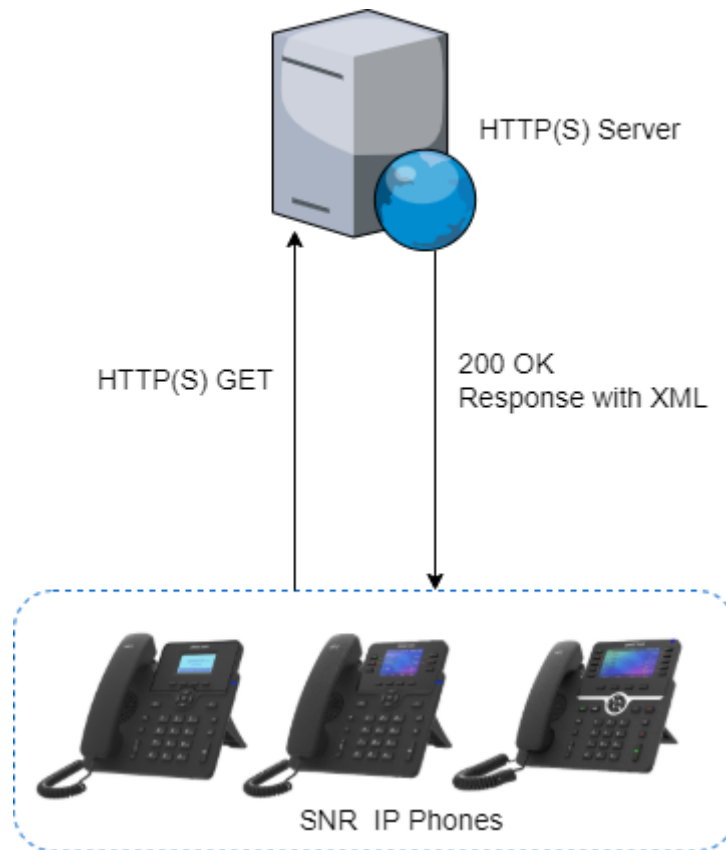 HTTP(S) Server
HTTP(S) GET
200 OK
Response with XML
SNR IP Phones